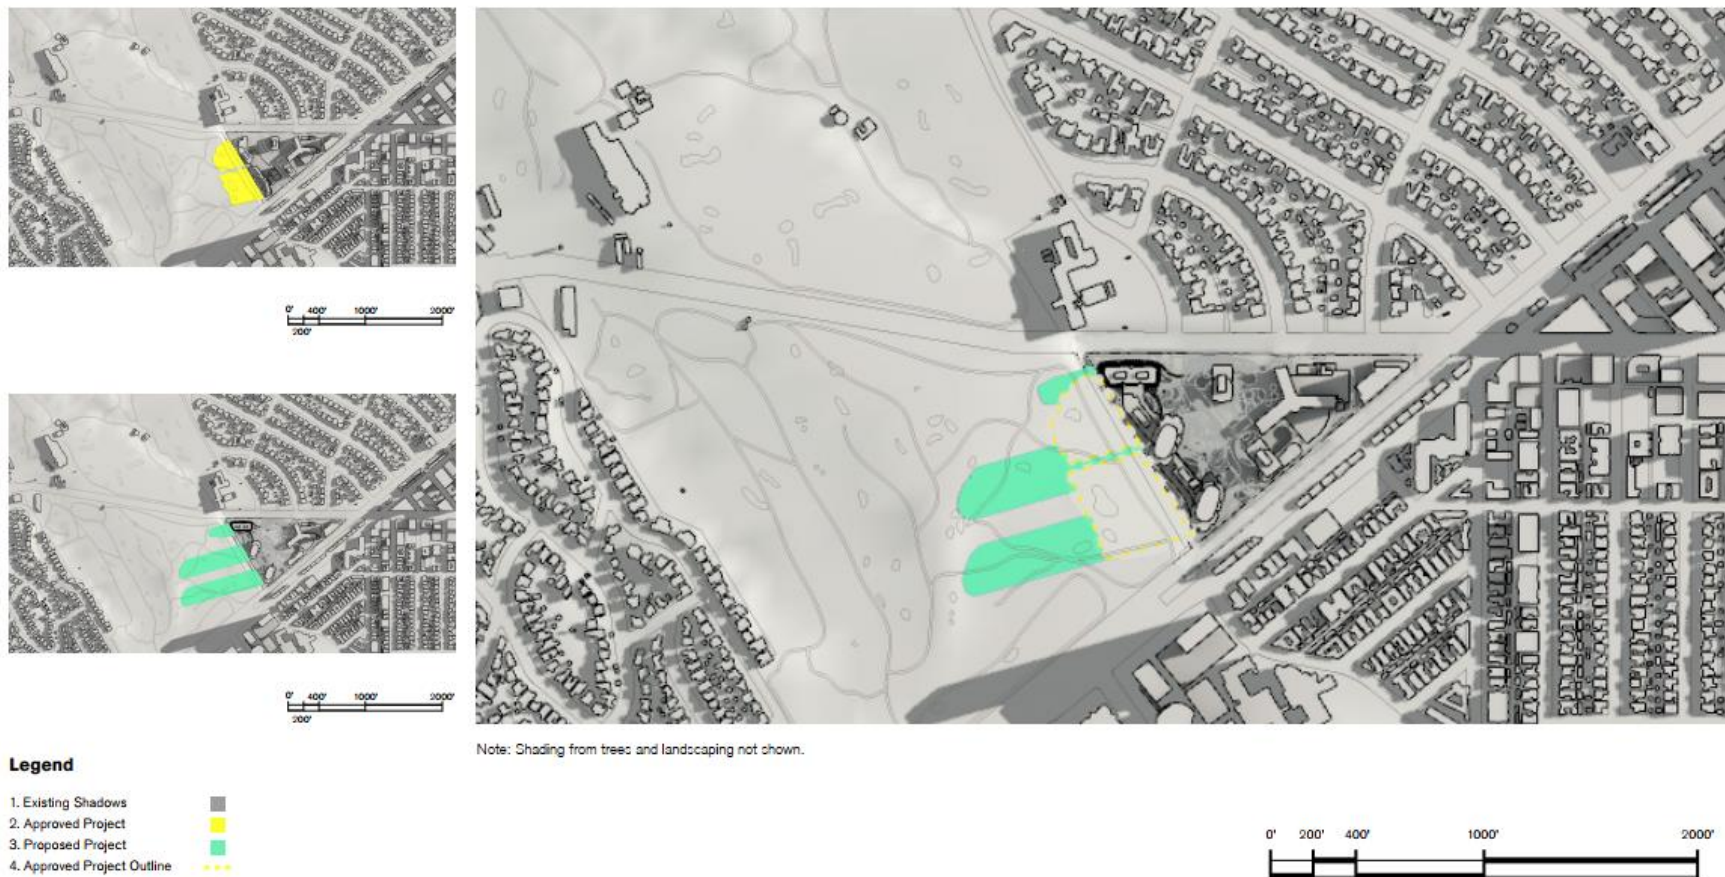 0' 400' 1000' 2000'
200'
0' 400' 1000' 2000'
200'
Note: Shading from trees and landscaping not shown.
Legend
1. Existing Shadows
2. Approved Project
3. Proposed Project
4. Approved Project Outline
0' 200' 400' 1000' 2000'